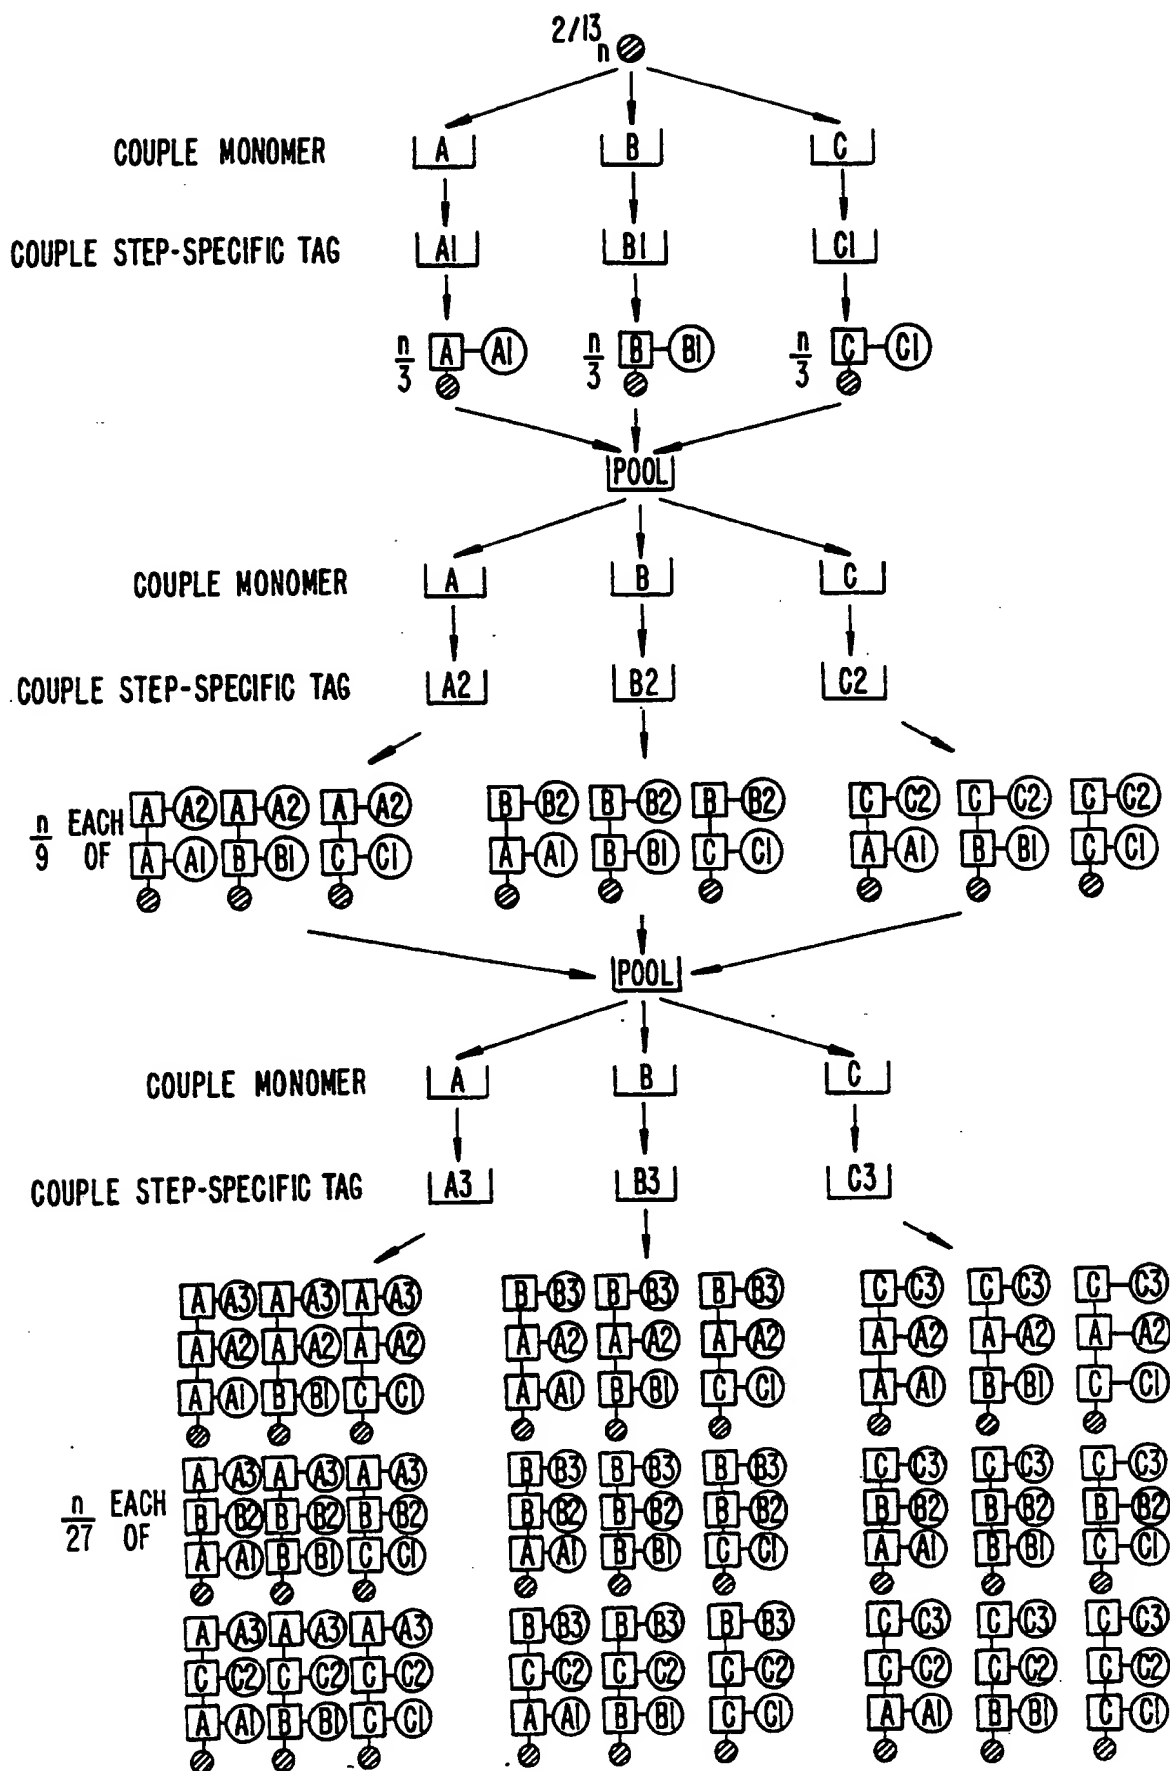 2/13
n
COUPLE MONOMER A B C
COUPLE STEP-SPECIFIC TAG A1 B1 C1
n/3 A A1 n/3 B B1 n/3 C C1
POOL
COUPLE MONOMER A B C
COUPLE STEP-SPECIFIC TAG A2 B2 C2
n/9 EACH OF
A A2 A A2 A A2 B B2 B B2 B B2 C C2 C C2 C C2
A A1 B B1 C C1 A A1 B B1 C C1 A A1 B B1 C C1
POOL
COUPLE MONOMER A B C
COUPLE STEP-SPECIFIC TAG A3 B3 C3
A A3 A A3 A A3 B B3 B B3 B B3 C C3 C C3 C C3
A A2 A A2 A A2 A A2 A A2 A A2 A A2 A A2 A A2
A A1 B B1 C C1 A A1 B B1 C C1 A A1 B B1 C C1
n/27 EACH OF
A A3 A A3 A A3 B B3 B B3 B B3 C C3 C C3 C C3
B B2 B B2 B B2 B B2 B B2 B B2 B B2 B B2 B B2
A A1 B B1 C C1 A A1 B B1 C C1 A A1 B B1 C C1
A A3 A A3 A A3 B B3 B B3 B B3 C C3 C C3 C C3
C C2 C C2 C C2 C C2 C C2 C C2 C C2 C C2 C C2
A A1 B B1 C C1 A A1 B B1 C C1 A A1 B B1 C C1